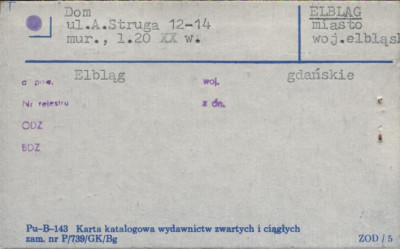 Dom
ul.A.Struga 12-14
mur., l.20 XX w.
ELBLĄG
miasto
woj.elbląsk
Elbląg
woj. gdańskie
Nr rejestru
z dn.
ODZ
BDZ
Pu-B-143 Karta katalogowa wydawnictw zwartych i ciągłych
zam. nr P/739/GK/Bg
ZOD / 5